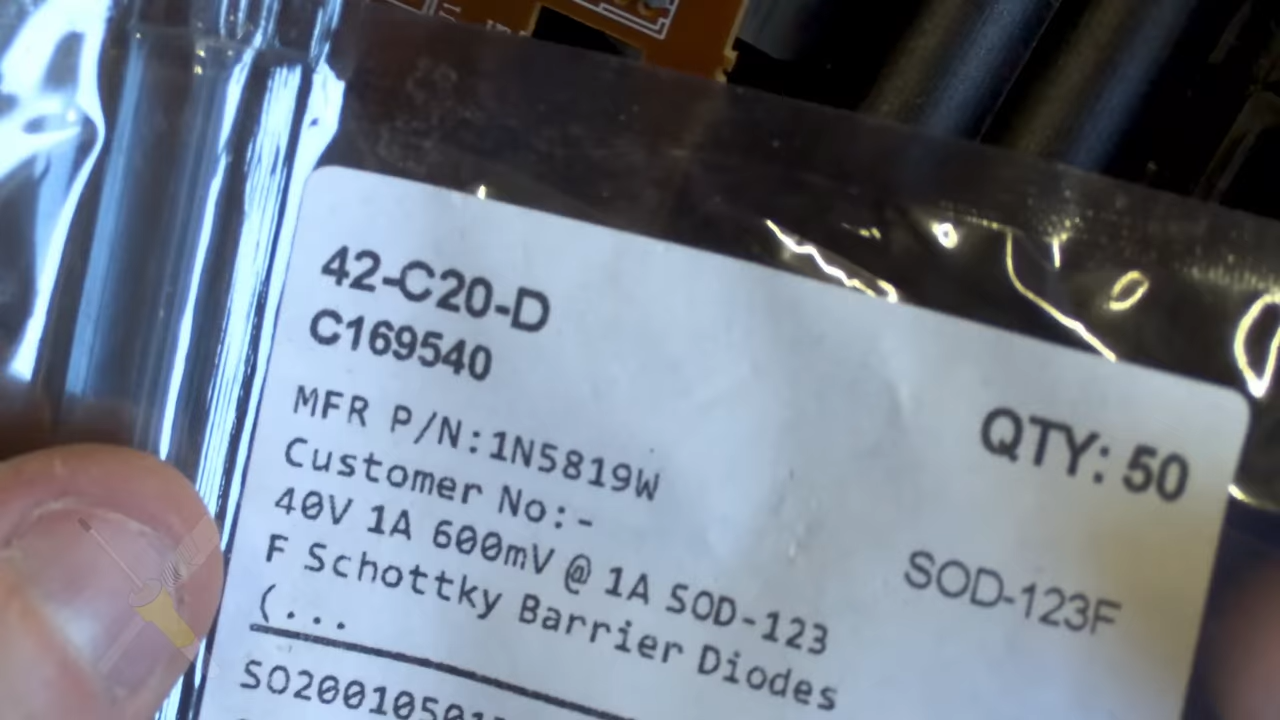 42-C20-D
C169540
MFR P/N:1N5819W
QTY: 50
Customer No:-
40V 1A 600mV @ 1A SOD-123
F Schottky Barrier Diodes
(...
SOD-123F